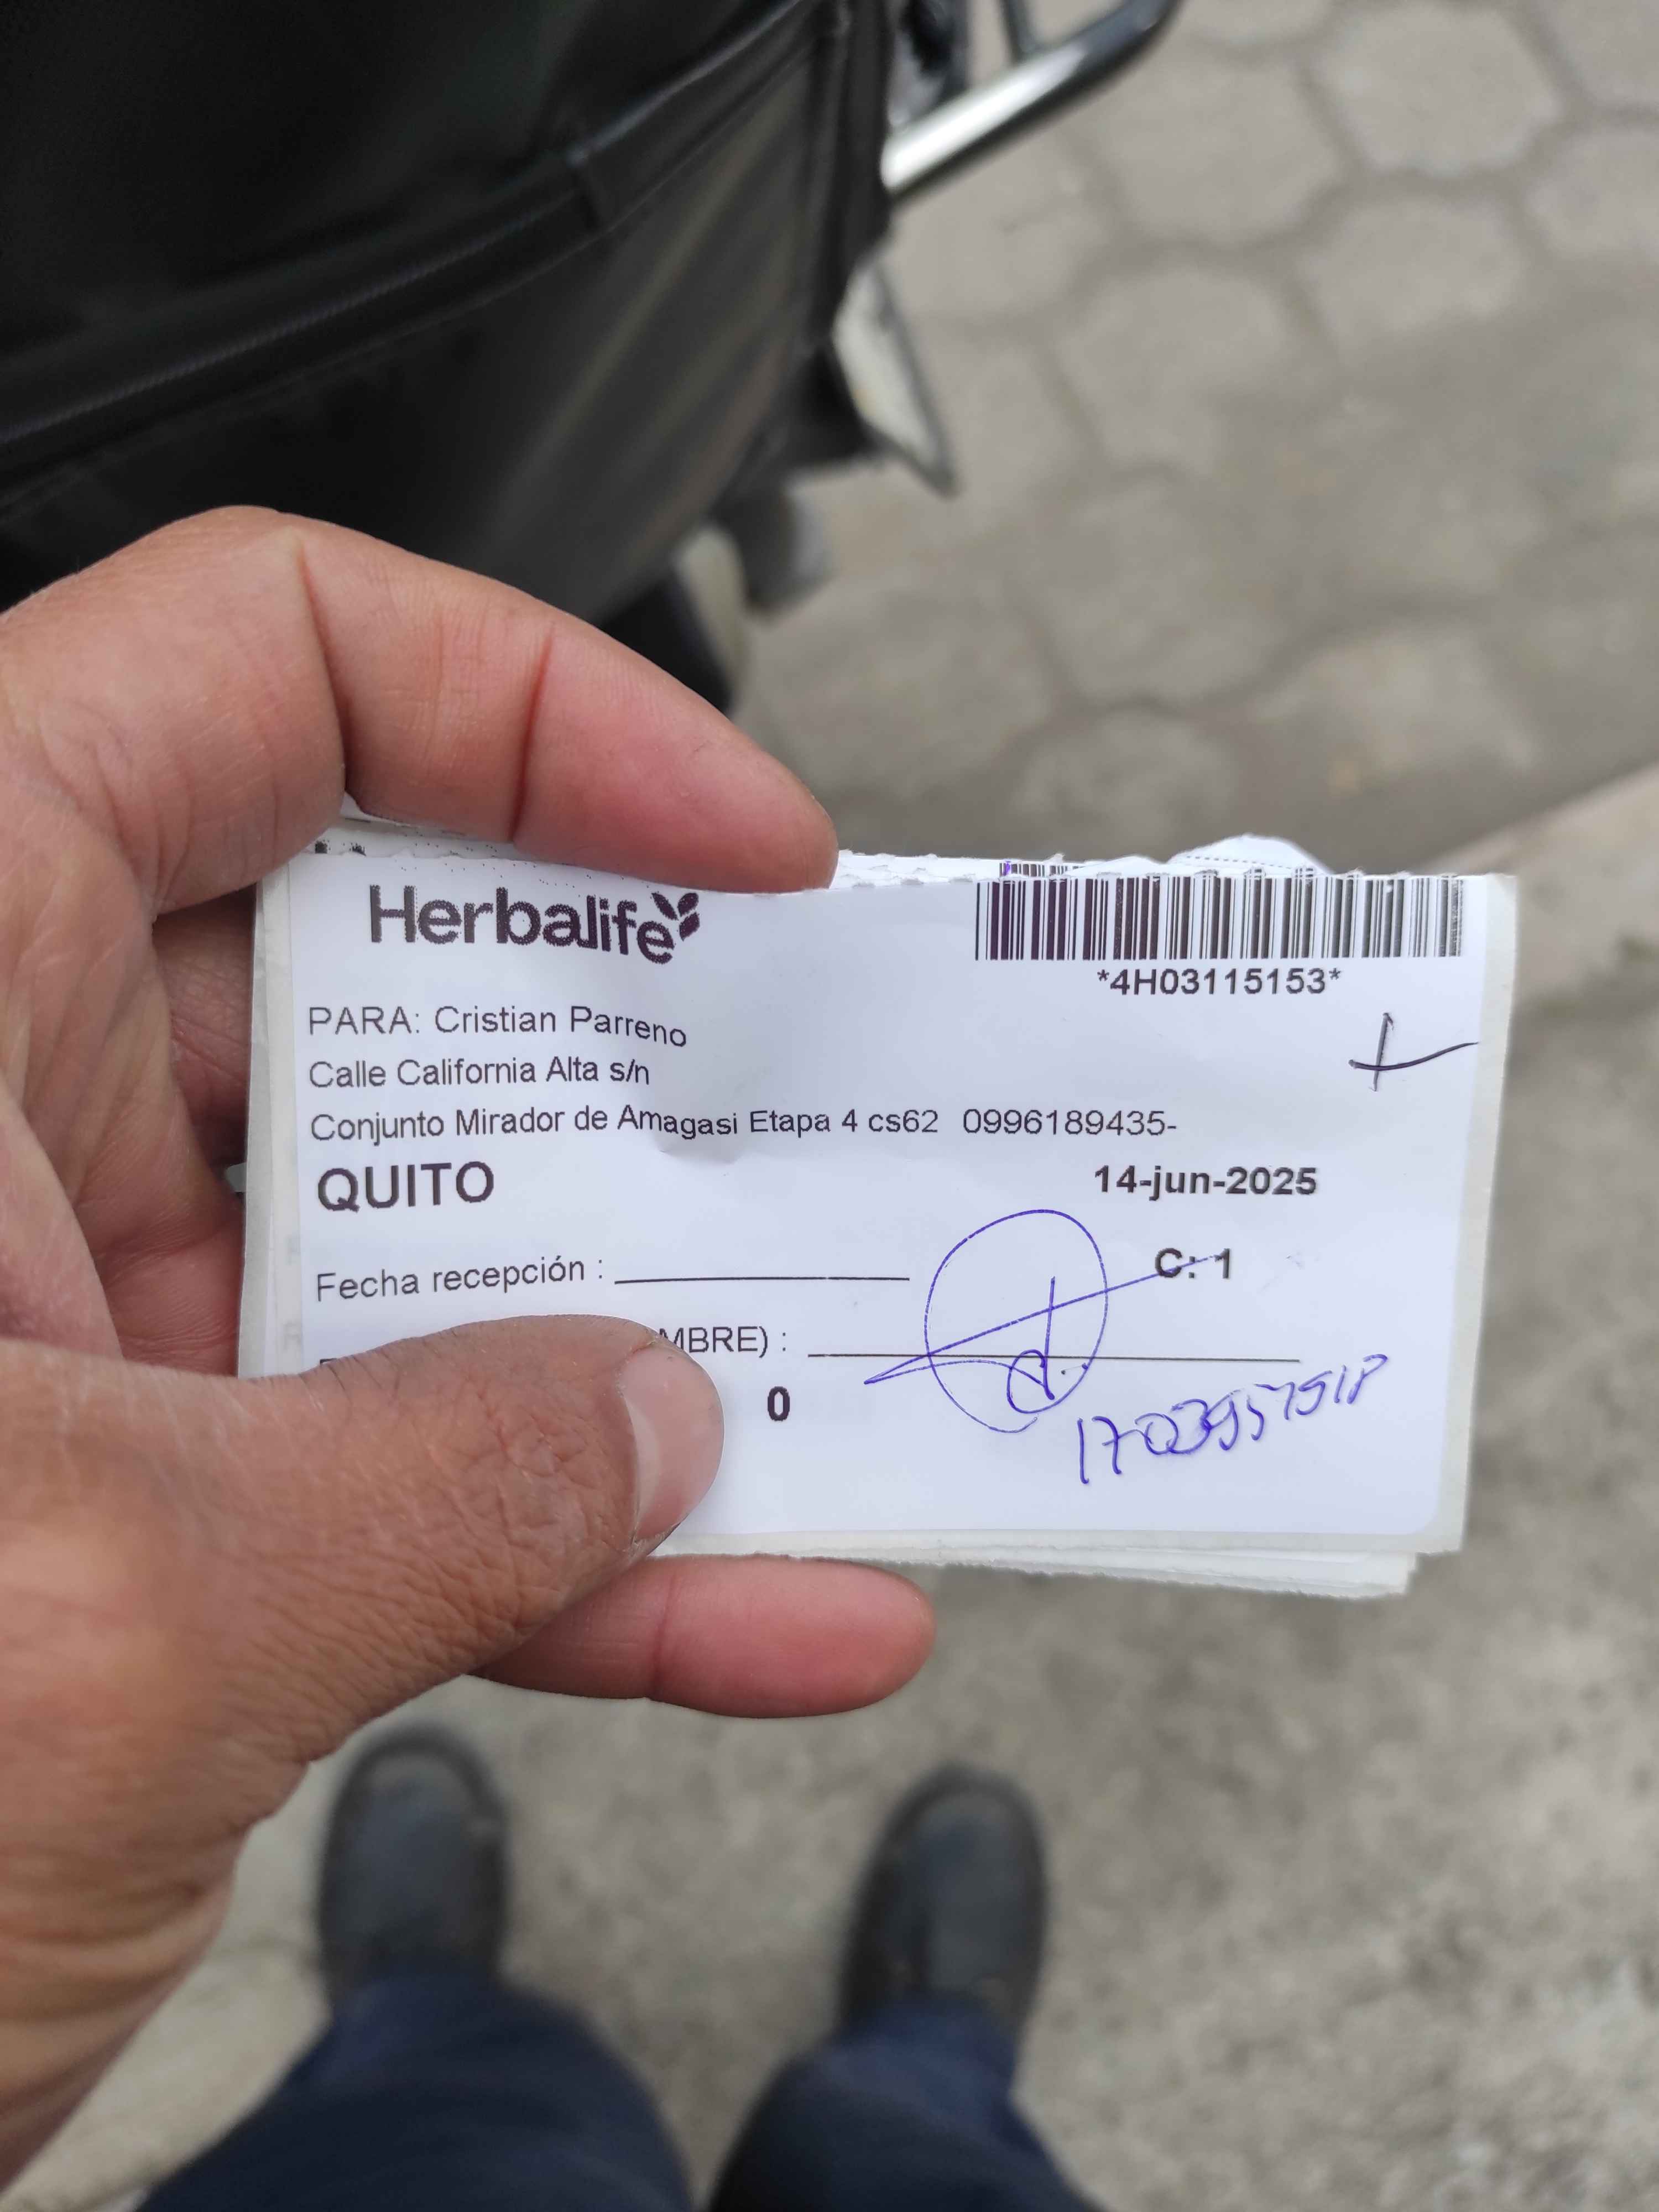 Herbalife
*4H03115153*
PARA: Cristian Parreno
Calle California Alta s/n
Conjunto Mirador de Amagasi Etapa 4 cs62 0996189435-
QUITO
14-jun-2025
Fecha recepción :
C: 1
MBRE) :
0